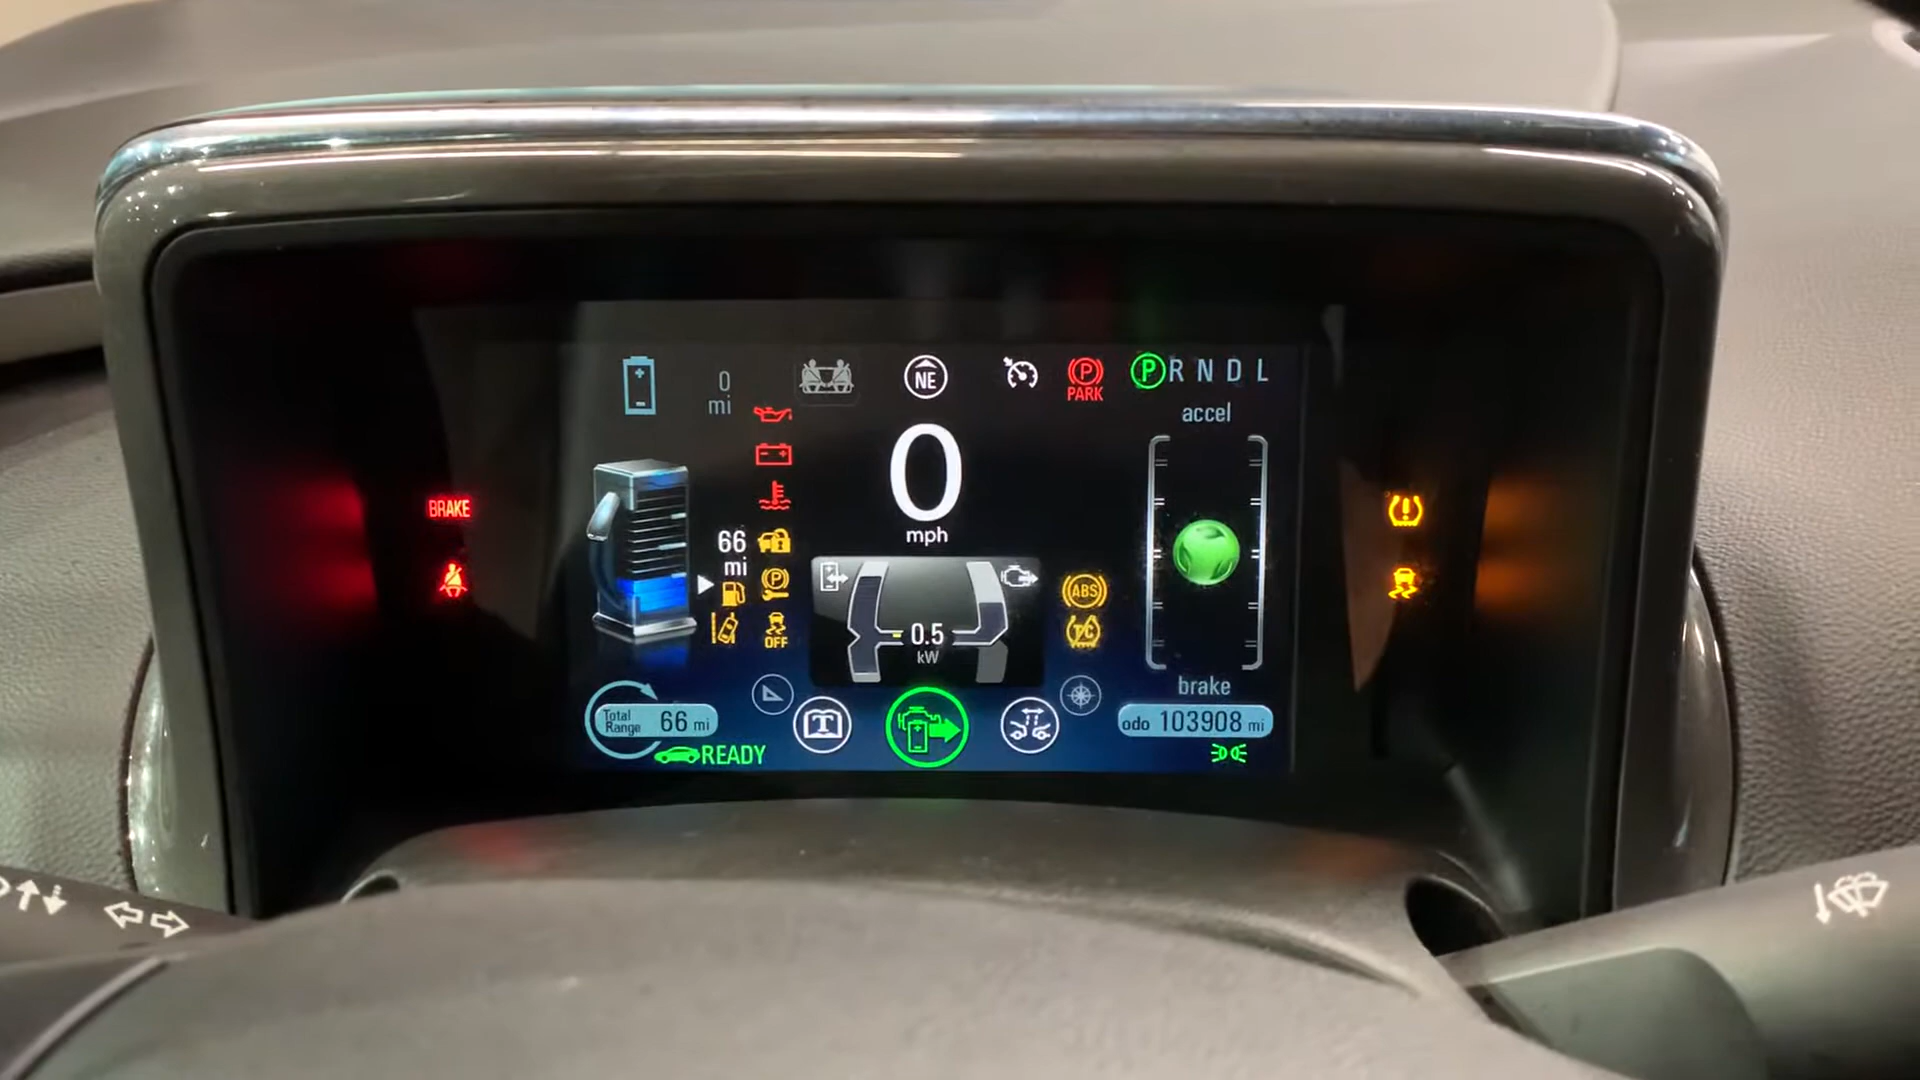 0
mi
NE
P
PARK
P R N D L
accel
0
mph
BRAKE
66
mi
P
OFF
ABS
TC
0.5
kW
brake
Total
Range
66 mi
T
odo 103908 mi
READY